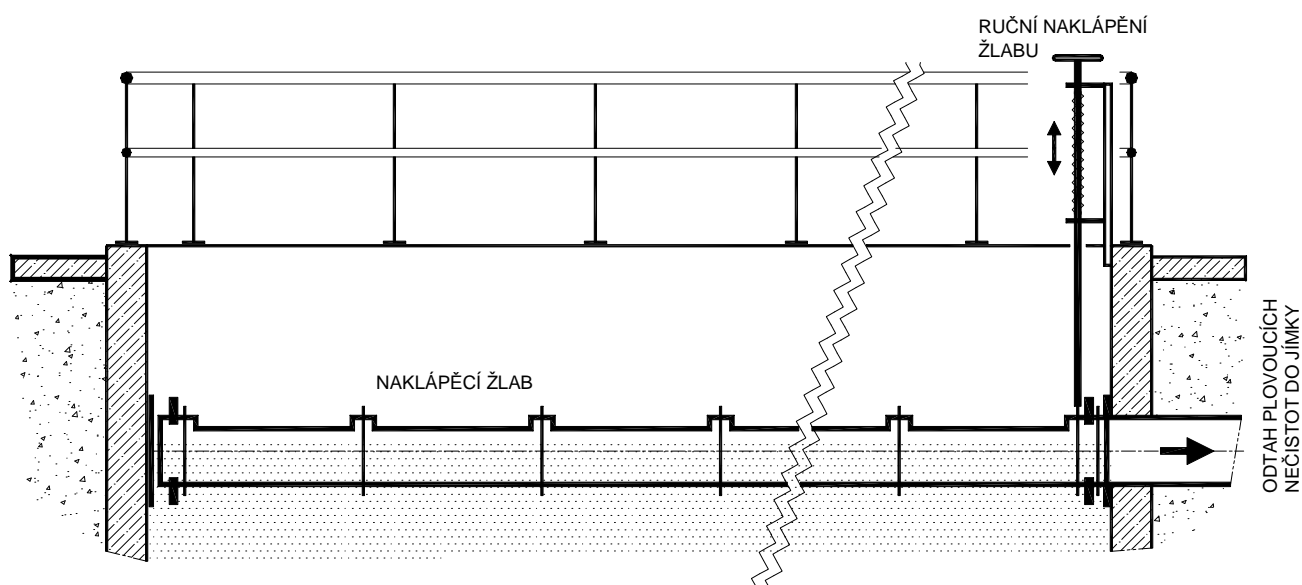 RUČNÍ NAKLÁPĚNÍ
ŽLABU
NAKLÁPĚCÍ ŽLAB
ODTAH PLOVOUCÍCH
NEČISTOT DO JÍMKY